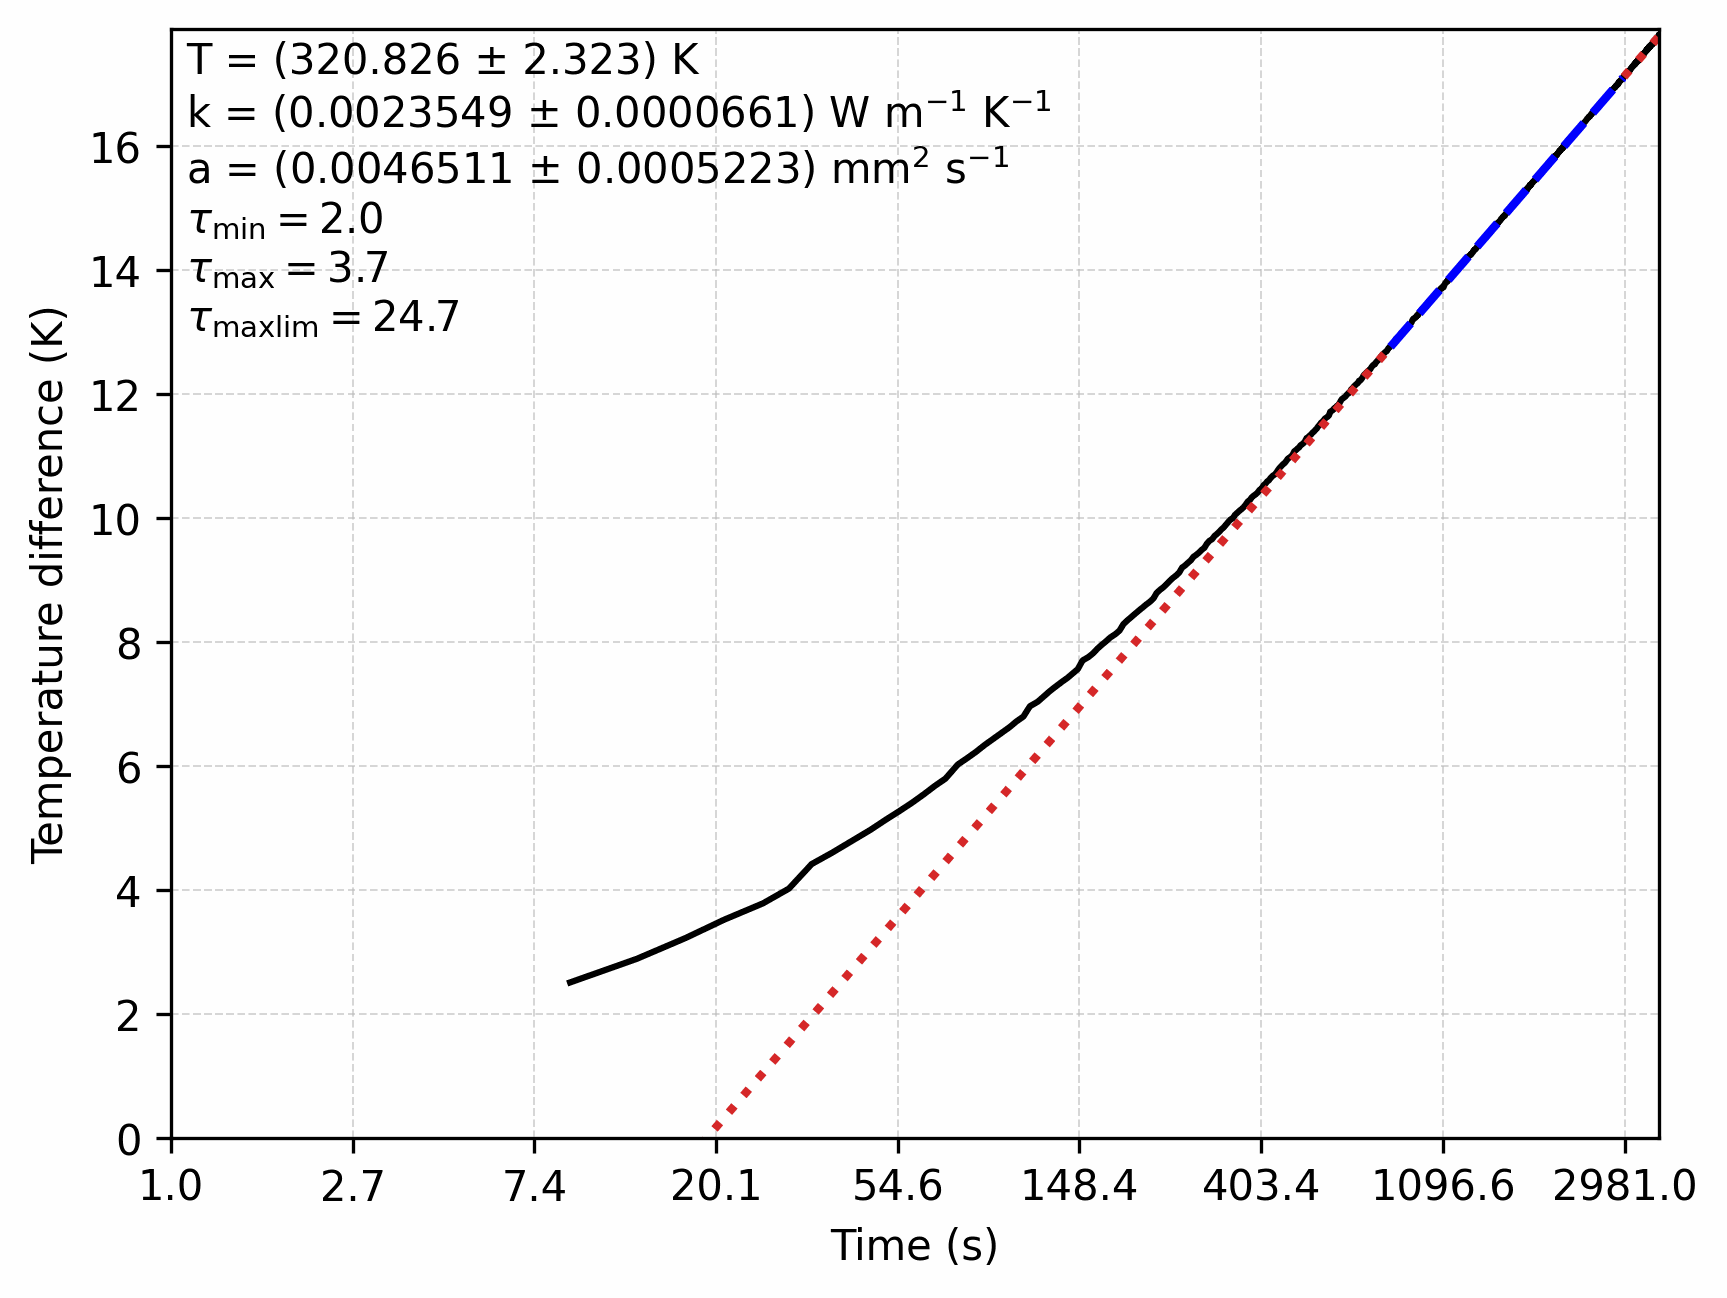 T = (320.826 ± 2.323) K
k = (0.0023549 ± 0.0000661) W m⁻¹ K⁻¹
a = (0.0046511 ± 0.0005223) mm² s⁻¹
τmin = 2.0
τmax = 3.7
τmaxlim = 24.7
Temperature difference (K)
16
14
12
10
8
6
4
2
0
1.0 2.7 7.4 20.1 54.6 148.4 403.4 1096.6 2981.0
Time (s)